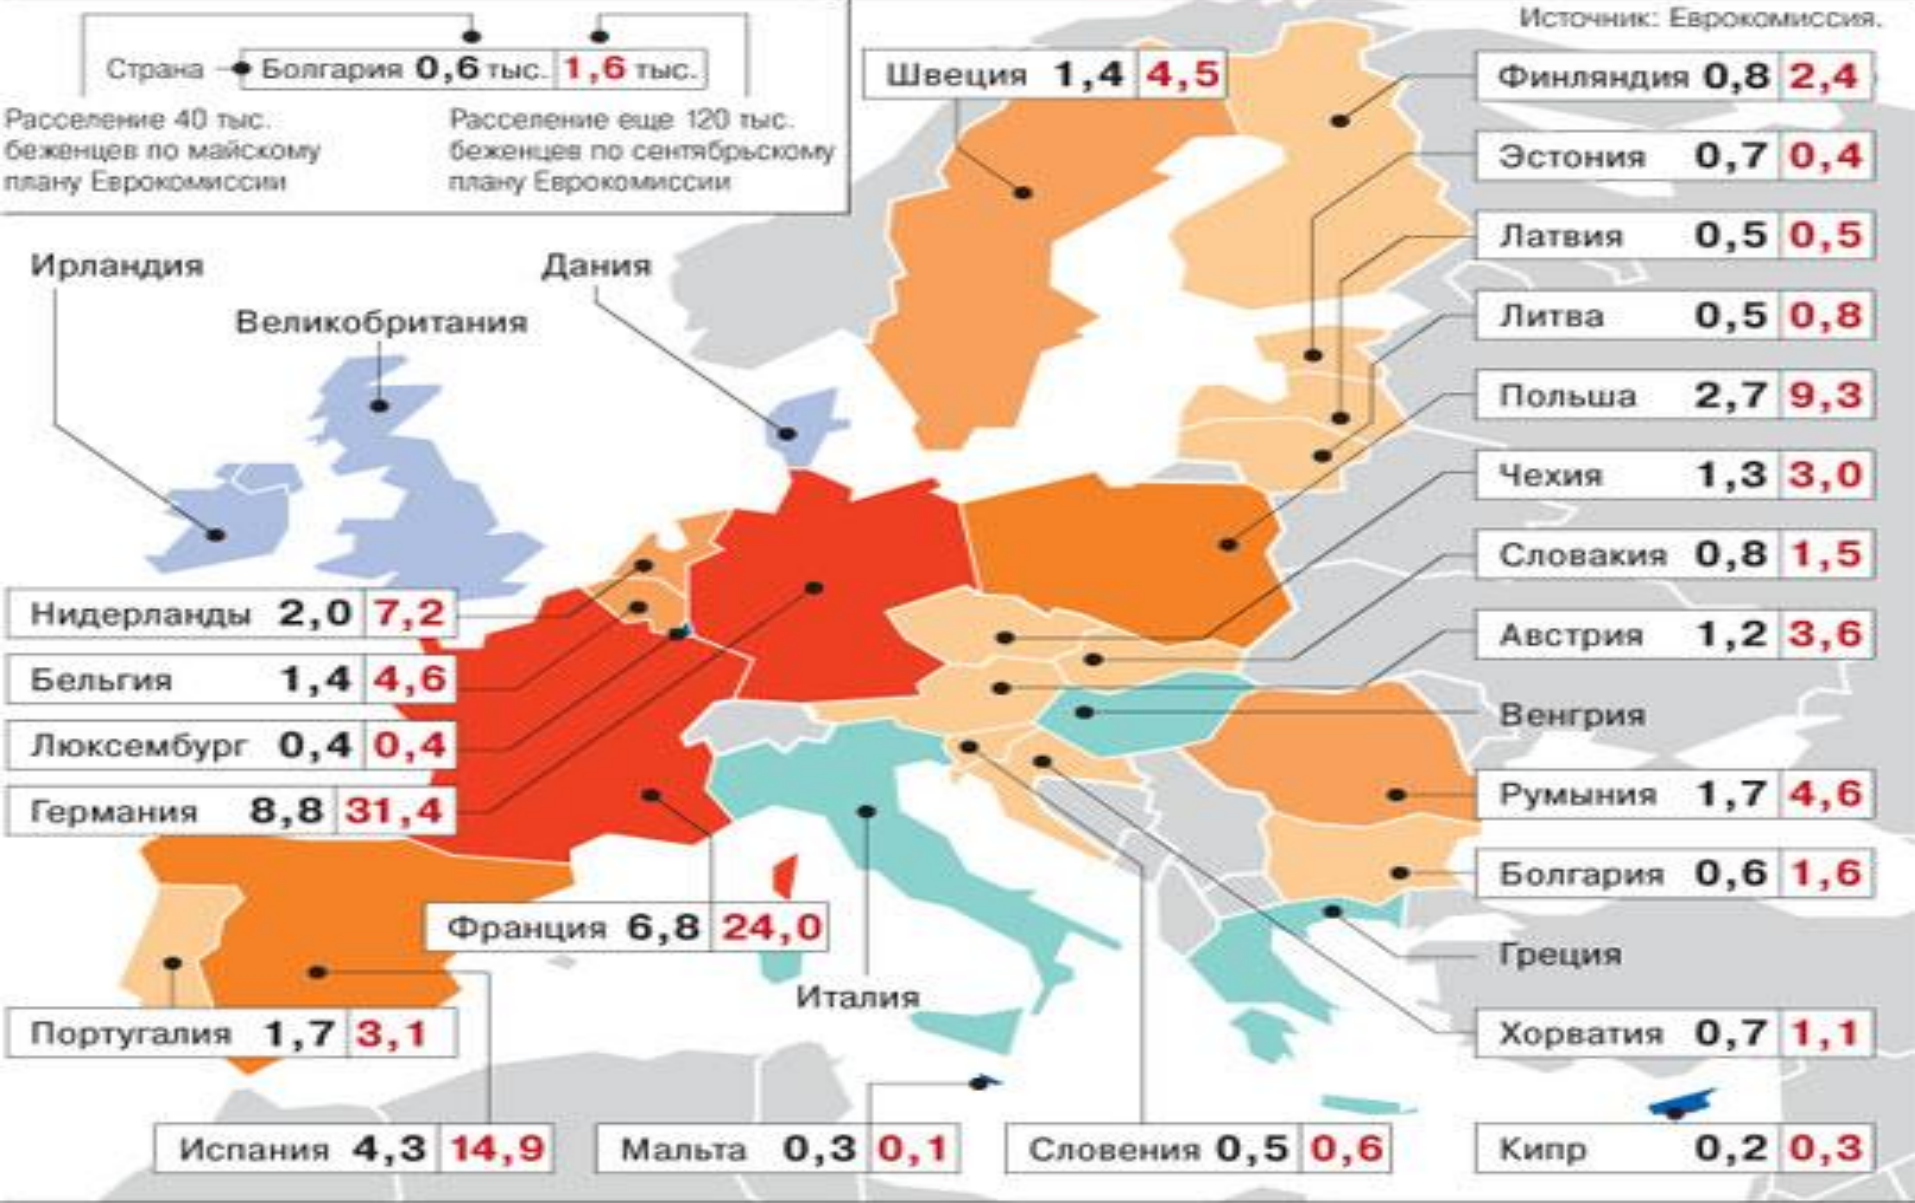 Источник: Еврокомиссия.
Страна Болгария 0,6 тыс. 1,6 тыс.
Расселение 40 тыс.
беженцев по майскому
плану Еврокомиссии
Расселение еще 120 тыс.
беженцев по сентябрьскому
плану Еврокомиссии
Швеция 1,4 4,5
Финляндия 0,8 2,4
Эстония 0,7 0,4
Латвия 0,5 0,5
Литва 0,5 0,8
Польша 2,7 9,3
Чехия 1,3 3,0
Словакия 0,8 1,5
Австрия 1,2 3,6
Венгрия
Румыния 1,7 4,6
Болгария 0,6 1,6
Греция
Хорватия 0,7 1,1
Кипр 0,2 0,3
Ирландия
Дания
Великобритания
Нидерланды 2,0 7,2
Бельгия 1,4 4,6
Люксембург 0,4 0,4
Германия 8,8 31,4
Франция 6,8 24,0
Италия
Португалия 1,7 3,1
Испания 4,3 14,9
Мальта 0,3 0,1
Словения 0,5 0,6